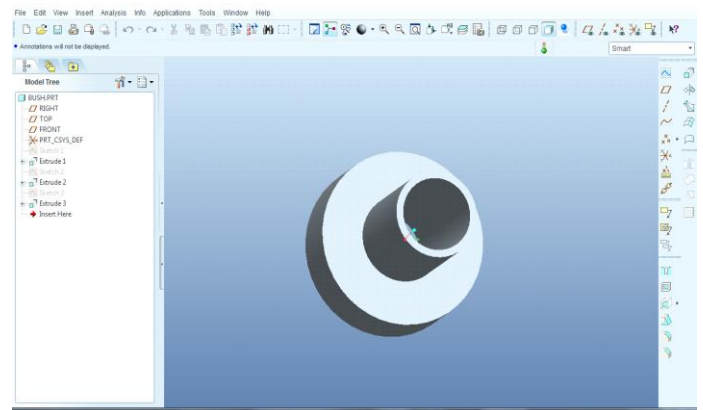 File Edit View Insert Analysis Info Applications Tools Window Help
Annotations will not be displayed.
Smart
Model Tree
BUSH.PRT
RIGHT
TOP
FRONT
PRT_CSYS_DEF
Sketch 1
Extrude 1
Sketch 2
Extrude 2
Sketch 3
Extrude 3
Insert Here